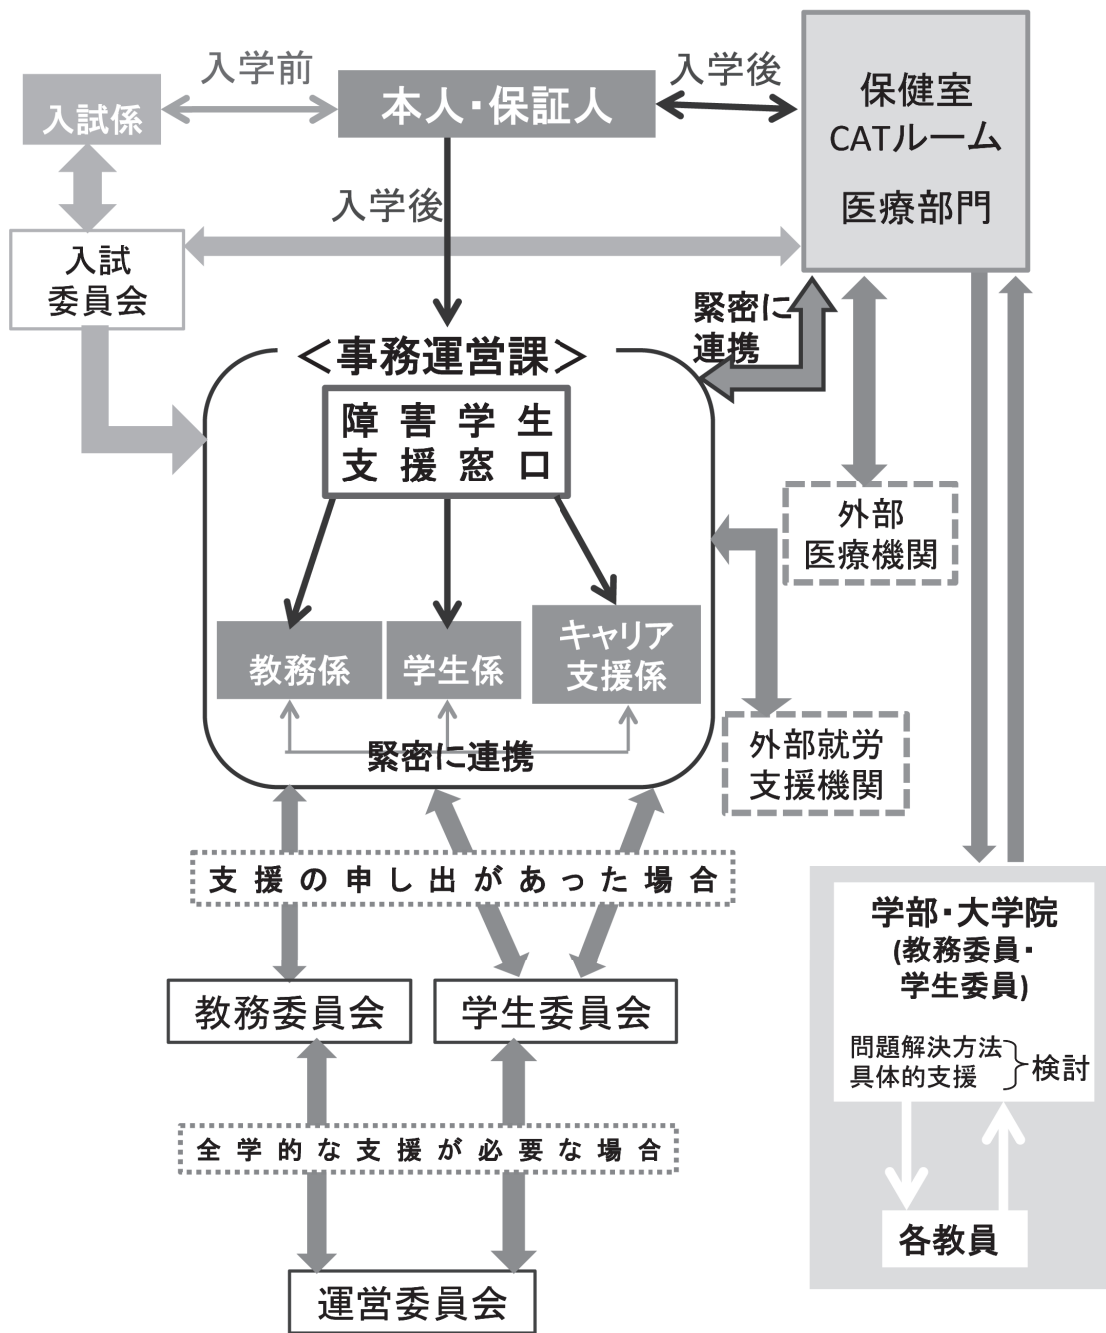 入学前
入学後
入試係
本人・保証人
保健室
CATルーム
医療部門
入学後
入試
委員会
緊密に
連携
＜事務運営課＞
障害学生
支援窓口
外部
医療機関
教務係
学生係
キャリア
支援係
緊密に連携
外部就労
支援機関
支援の申し出があった場合
学部・大学院
(教務委員・
学生委員)
教務委員会
学生委員会
問題解決方法
具体的支援
検討
全学的な支援が必要な場合
各教員
運営委員会